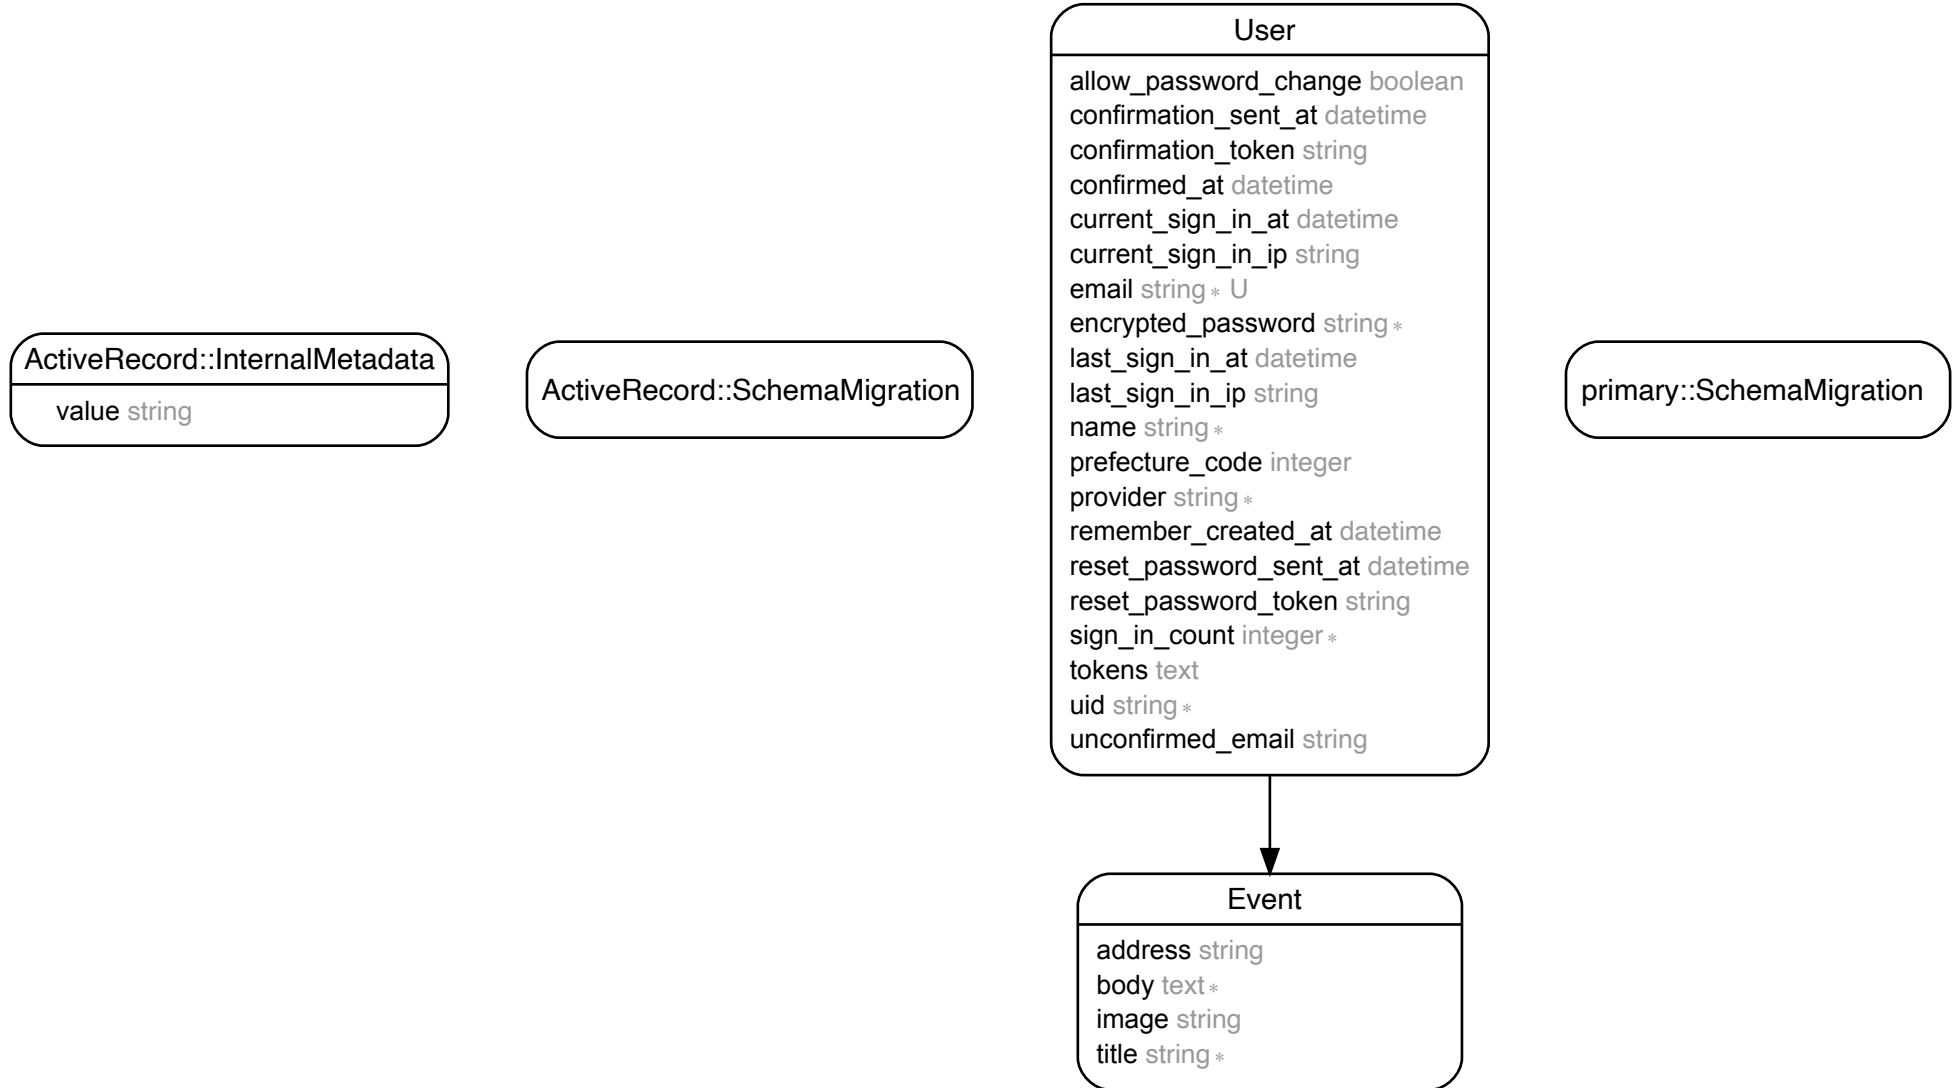 ActiveRecord::InternalMetadata
value string
ActiveRecord::SchemaMigration
User
allow_password_change boolean
confirmation_sent_at datetime
confirmation_token string
confirmed_at datetime
current_sign_in_at datetime
current_sign_in_ip string
email string * U
encrypted_password string *
last_sign_in_at datetime
last_sign_in_ip string
name string *
prefecture_code integer
provider string *
remember_created_at datetime
reset_password_sent_at datetime
reset_password_token string
sign_in_count integer *
tokens text
uid string *
unconfirmed_email string
primary::SchemaMigration
Event
address string
body text *
image string
title string *